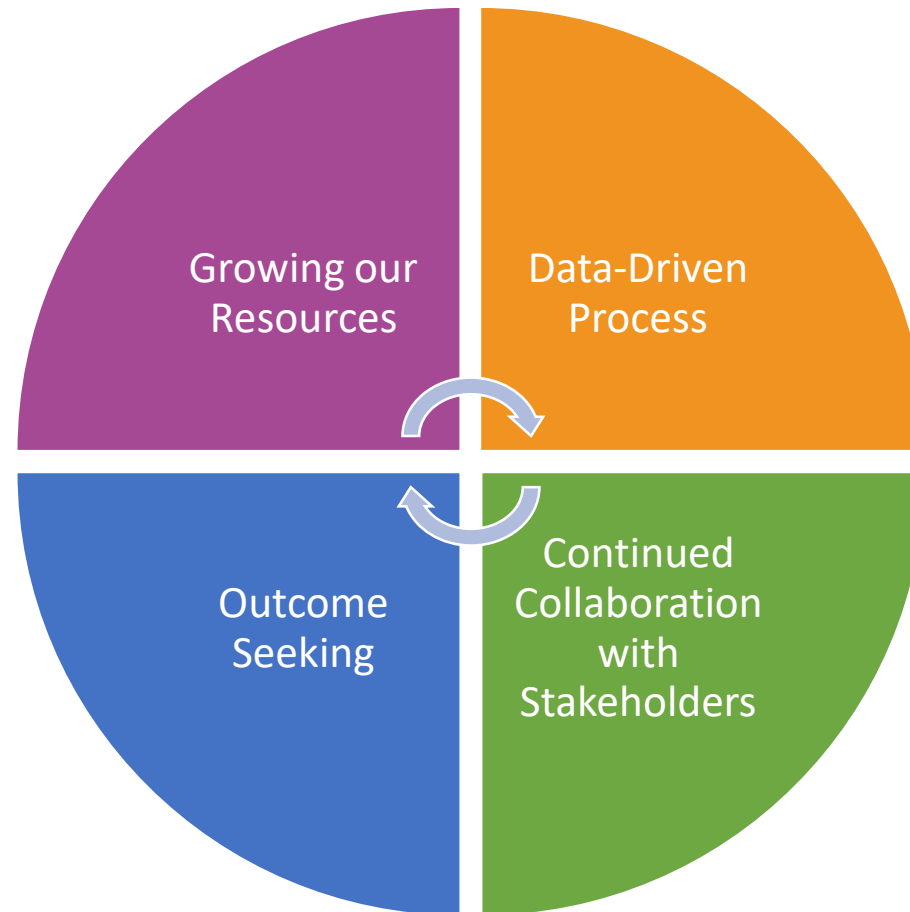 Growing our
Resources
Data-Driven
Process
Outcome
Seeking
Continued
Collaboration
with
Stakeholders